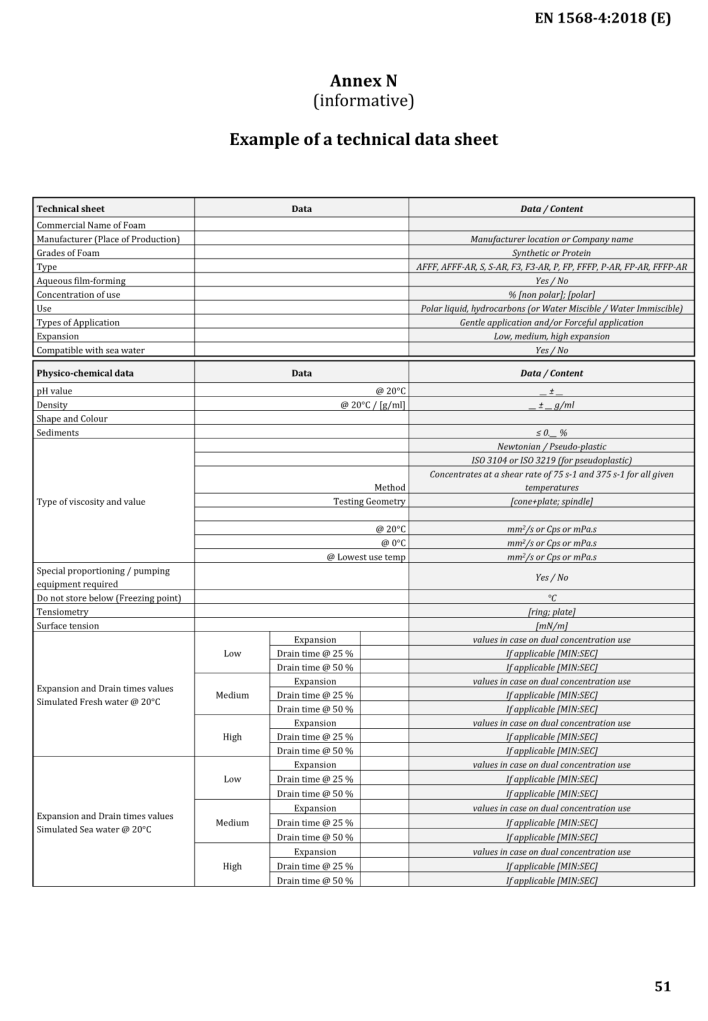 EN 1568-4:2018 (E)
Annex N
(informative)
Example of a technical data sheet
Technical sheet Data Data / Content
Commercial Name of Foam
Manufacturer (Place of Production) Manufacturer location or Company name
Grades of Foam Synthetic or Protein
Type AFFF, AFFF-AR, S, S-AR, F3, F3-AR, P, FP, FFFP, P-AR, FP-AR, FFFP-AR
Aqueous film-forming Yes / No
Concentration of use % [non polar]; [polar]
Use Polar liquid, hydrocarbons (or Water Miscible / Water Immiscible)
Types of Application Gentle application and/or Forceful application
Expansion Low, medium, high expansion
Compatible with sea water Yes / No
Physico-chemical data Data Data / Content
pH value @ 20°C __ ± __
Density @ 20°C / [g/ml] __ ± __ g/ml
Shape and Colour
Sediments ≤ 0.__ %
Newtonian / Pseudo-plastic
ISO 3104 or ISO 3219 (for pseudoplastic)
Concentrates at a shear rate of 75 s-1 and 375 s-1 for all given
Method temperatures
Type of viscosity and value Testing Geometry [cone+plate; spindle]
@ 20°C mm²/s or Cps or mPa.s
@ 0°C mm²/s or Cps or mPa.s
@ Lowest use temp mm²/s or Cps or mPa.s
Special proportioning / pumping
equipment required Yes / No
Do not store below (Freezing point) °C
Tensiometry [ring; plate]
Surface tension [mN/m]
Expansion values in case on dual concentration use
Low Drain time @ 25 % If applicable [MIN:SEC]
Drain time @ 50 % If applicable [MIN:SEC]
Expansion and Drain times values
Simulated Fresh water @ 20°C
Expansion values in case on dual concentration use
Medium Drain time @ 25 % If applicable [MIN:SEC]
Drain time @ 50 % If applicable [MIN:SEC]
Expansion values in case on dual concentration use
High Drain time @ 25 % If applicable [MIN:SEC]
Drain time @ 50 % If applicable [MIN:SEC]
Expansion values in case on dual concentration use
Low Drain time @ 25 % If applicable [MIN:SEC]
Drain time @ 50 % If applicable [MIN:SEC]
Expansion and Drain times values
Simulated Sea water @ 20°C
Expansion values in case on dual concentration use
Medium Drain time @ 25 % If applicable [MIN:SEC]
Drain time @ 50 % If applicable [MIN:SEC]
Expansion values in case on dual concentration use
High Drain time @ 25 % If applicable [MIN:SEC]
Drain time @ 50 % If applicable [MIN:SEC]
51